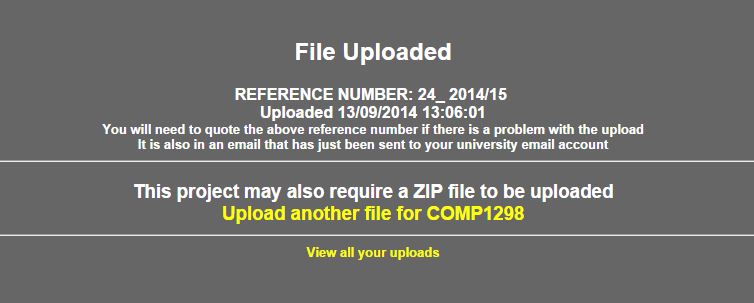 File Uploaded
REFERENCE NUMBER: 24_ 2014/15
Uploaded 13/09/2014 13:06:01
You will need to quote the above reference number if there is a problem with the upload
It is also in an email that has just been sent to your university email account
This project may also require a ZIP file to be uploaded
Upload another file for COMP1298
View all your uploads